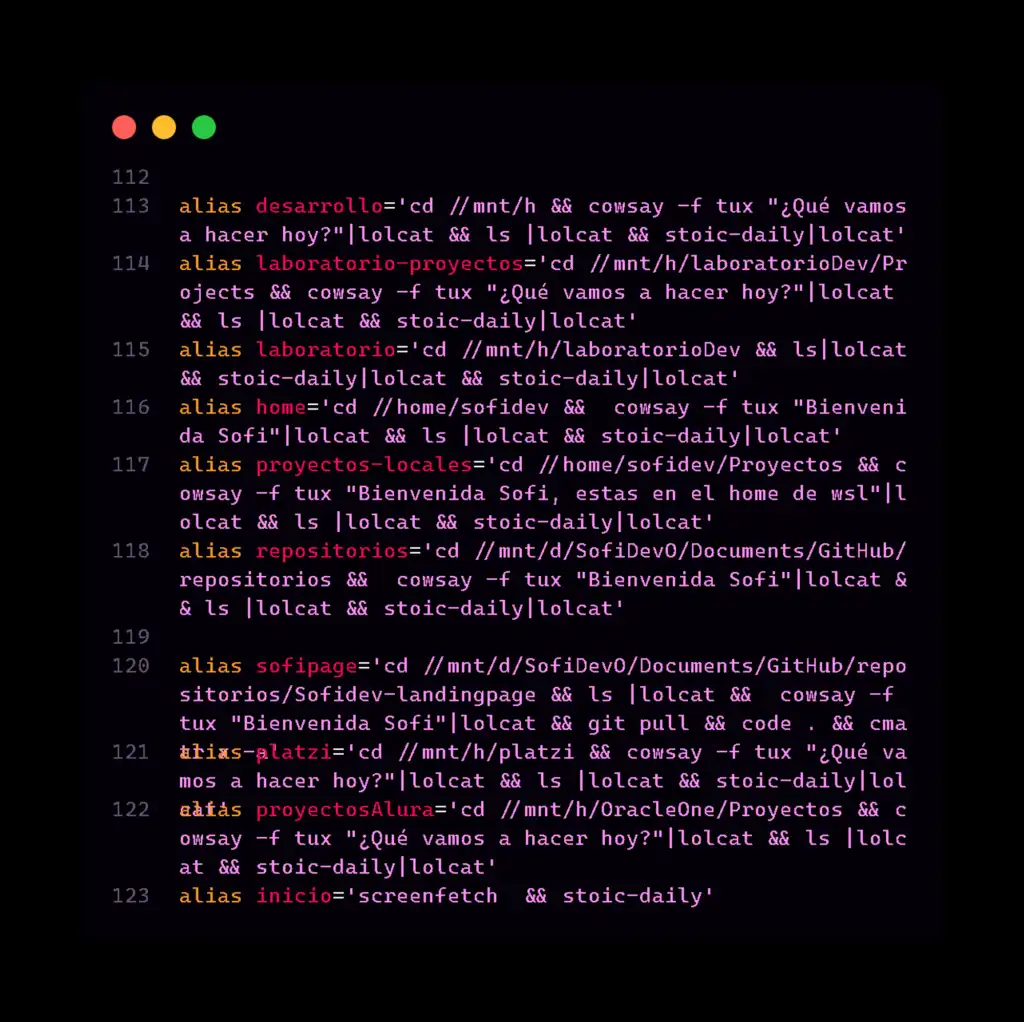 112
113 alias desarrollo='cd //mnt/h && cowsay -f tux "¿Qué vamos
a hacer hoy?"|lolcat && ls |lolcat && stoic-daily|lolcat'
114 alias laboratorio-proyectos='cd //mnt/h/laboratorioDev/Pr
ojects && cowsay -f tux "¿Qué vamos a hacer hoy?"|lolcat
&& ls |lolcat && stoic-daily|lolcat'
115 alias laboratorio='cd //mnt/h/laboratorioDev && ls|lolcat
&& stoic-daily|lolcat && stoic-daily|lolcat'
116 alias home='cd //home/sofidev &&  cowsay -f tux "Bienveni
da Sofi"|lolcat && ls |lolcat && stoic-daily|lolcat'
117 alias proyectos-locales='cd //home/sofidev/Proyectos && c
owsay -f tux "Bienvenida Sofi, estas en el home de wsl"|l
olcat && ls |lolcat && stoic-daily|lolcat'
118 alias repositorios='cd //mnt/d/SofiDevO/Documents/GitHub/
repositorios &&  cowsay -f tux "Bienvenida Sofi"|lolcat &
& ls |lolcat && stoic-daily|lolcat'
119
120 alias sofipage='cd //mnt/d/SofiDevO/Documents/GitHub/repo
sitorios/Sofidev-landingpage && ls |lolcat &&  cowsay -f
tux "Bienvenida Sofi"|lolcat && git pull && code . && cma
trix -a'
121 alias platzi='cd //mnt/h/platzi && cowsay -f tux "¿Qué va
mos a hacer hoy?"|lolcat && ls |lolcat && stoic-daily|lol
cat'
122 alias proyectosAlura='cd //mnt/h/OracleOne/Proyectos && c
owsay -f tux "¿Qué vamos a hacer hoy?"|lolcat && ls |lolc
at && stoic-daily|lolcat'
123 alias inicio='screenfetch  && stoic-daily'